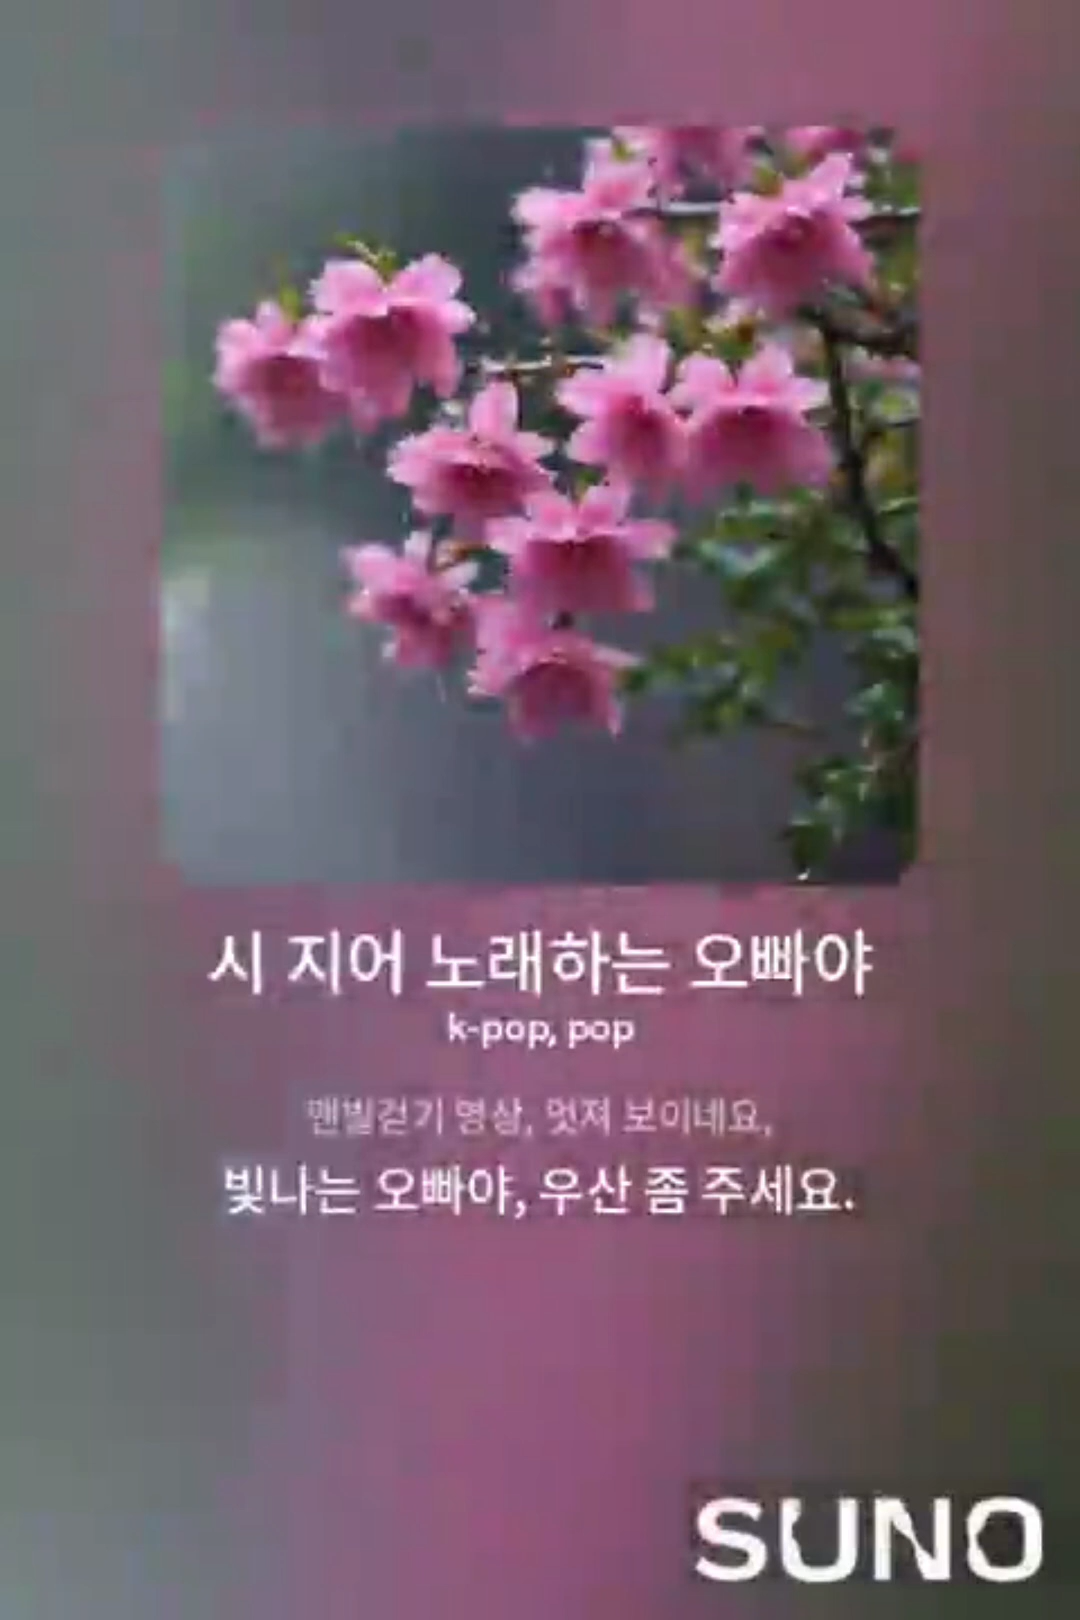 시 지어 노래하는 오빠야
k-pop, pop
맨발걷기 명상, 멋져 보이네요,
빛나는 오빠야, 우산 좀 주세요.
SUNO